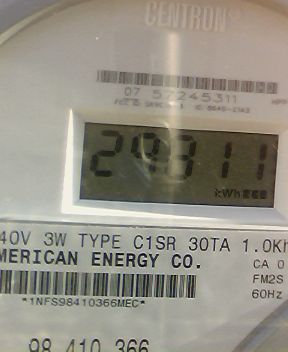 CENTRON®
07 57245311
29311
kWh
40V 3W TYPE C1SR 30TA 1.0Kh
MERICAN ENERGY CO.
CA 0
FM2S
60Hz
*1NFS98410366MEC*
98 410 366